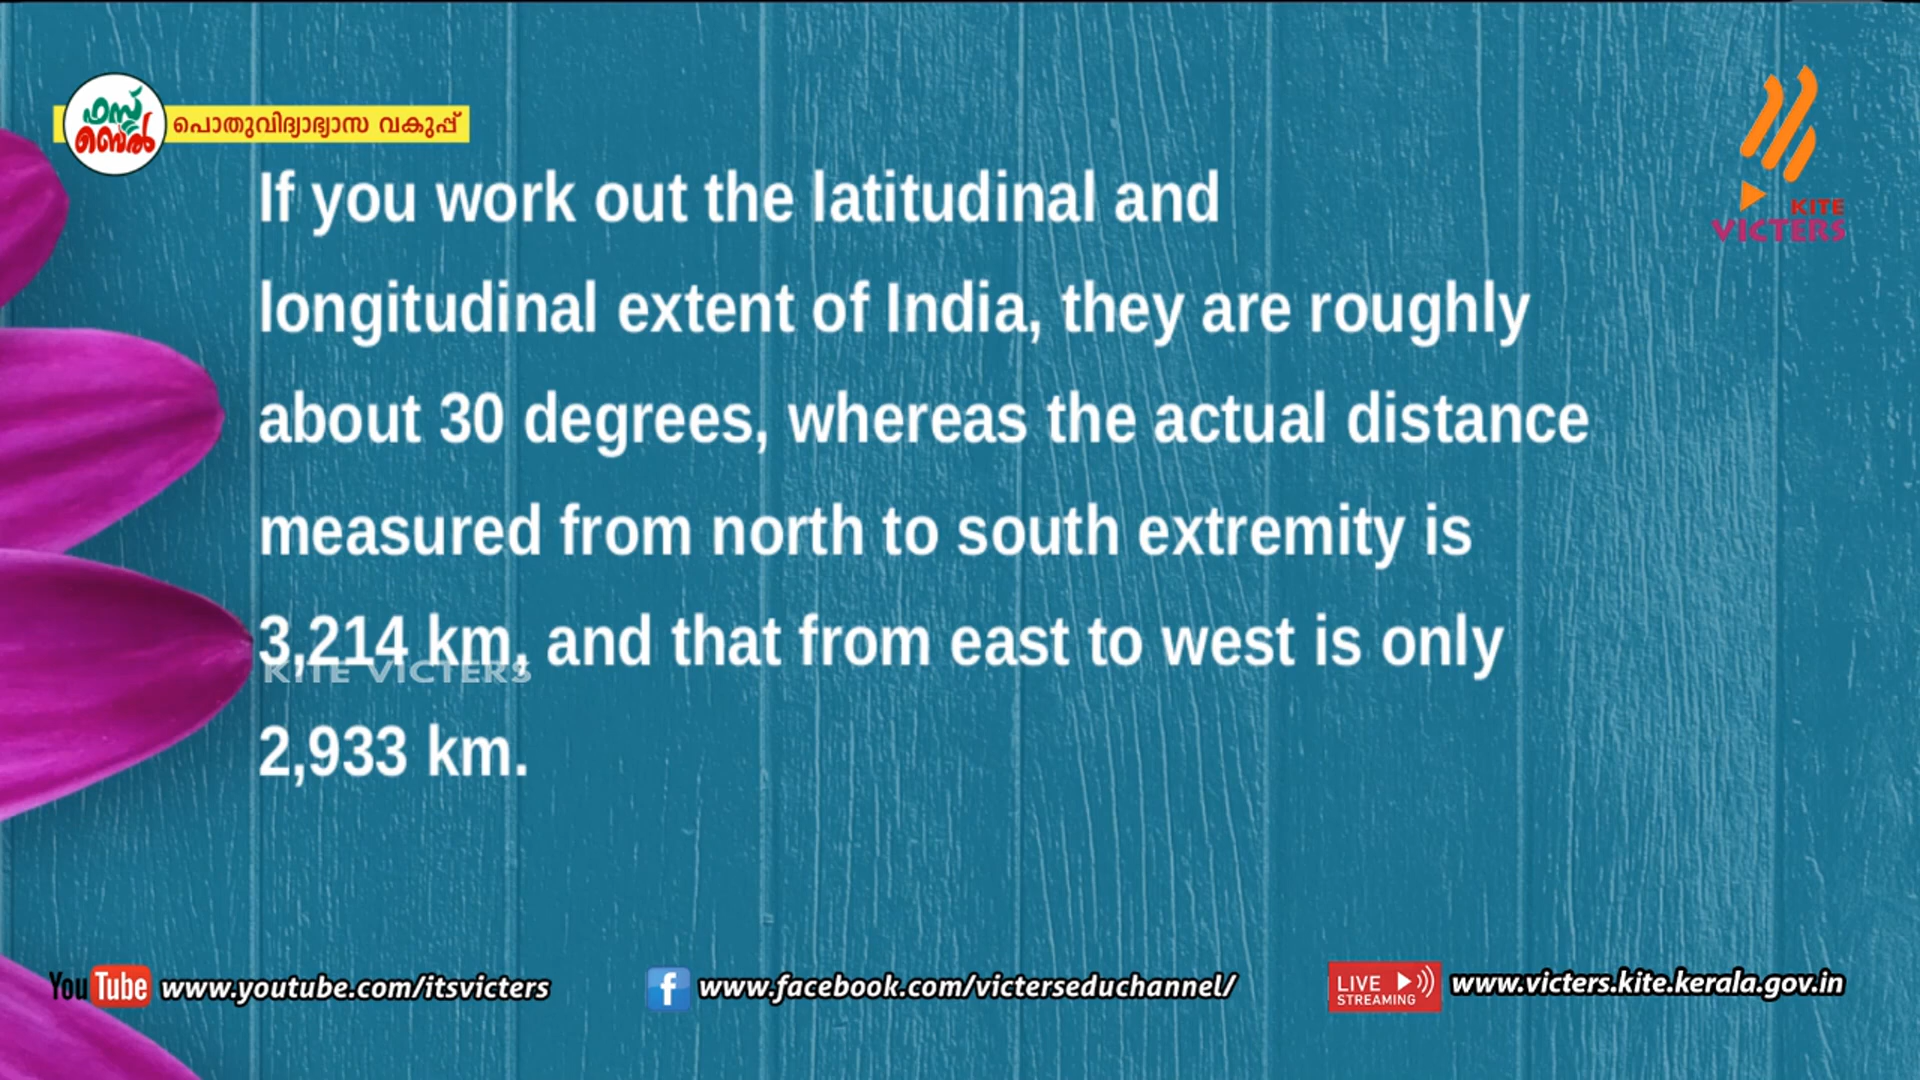 ഫസ്റ്റ്
ബെൽ
പൊതുവിദ്യാഭ്യാസ വകുപ്പ്
KITE
VICTERS
If you work out the latitudinal and
longitudinal extent of India, they are roughly
about 30 degrees, whereas the actual distance
measured from north to south extremity is
3,214 km, and that from east to west is only
KITE VICTERS
2,933 km.
YouTube www.youtube.com/itsvicters
f www.facebook.com/victerseduchannel/
LIVE STREAMING www.victers.kite.kerala.gov.in